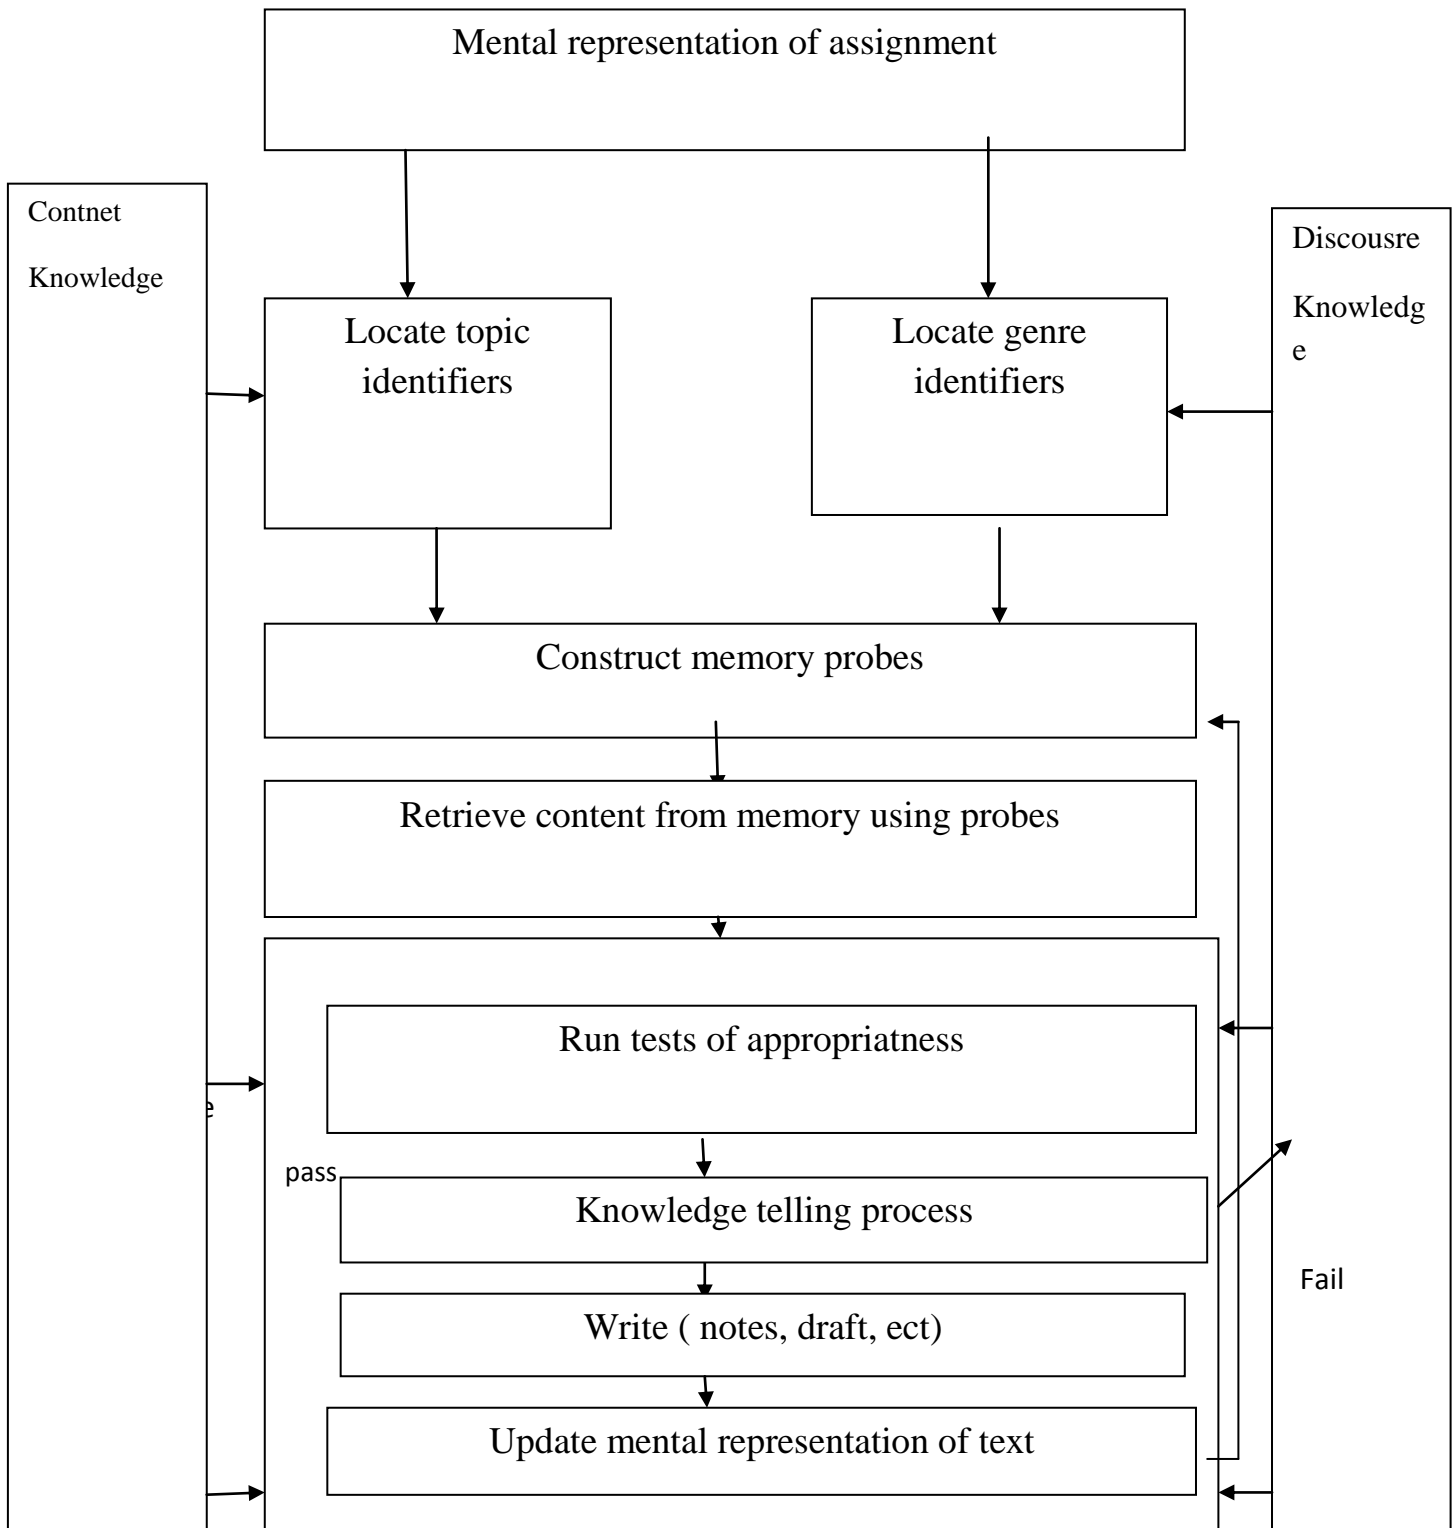 Mental representation of assignment
Contnet
Knowledge
Discousre
Knowledg
e
Locate topic
identifiers
Locate genre
identifiers
Construct memory probes
Retrieve content from memory using probes
Run tests of appropriatness
e
pass
Knowledge telling process
Fail
Write ( notes, draft, ect)
Update mental representation of text